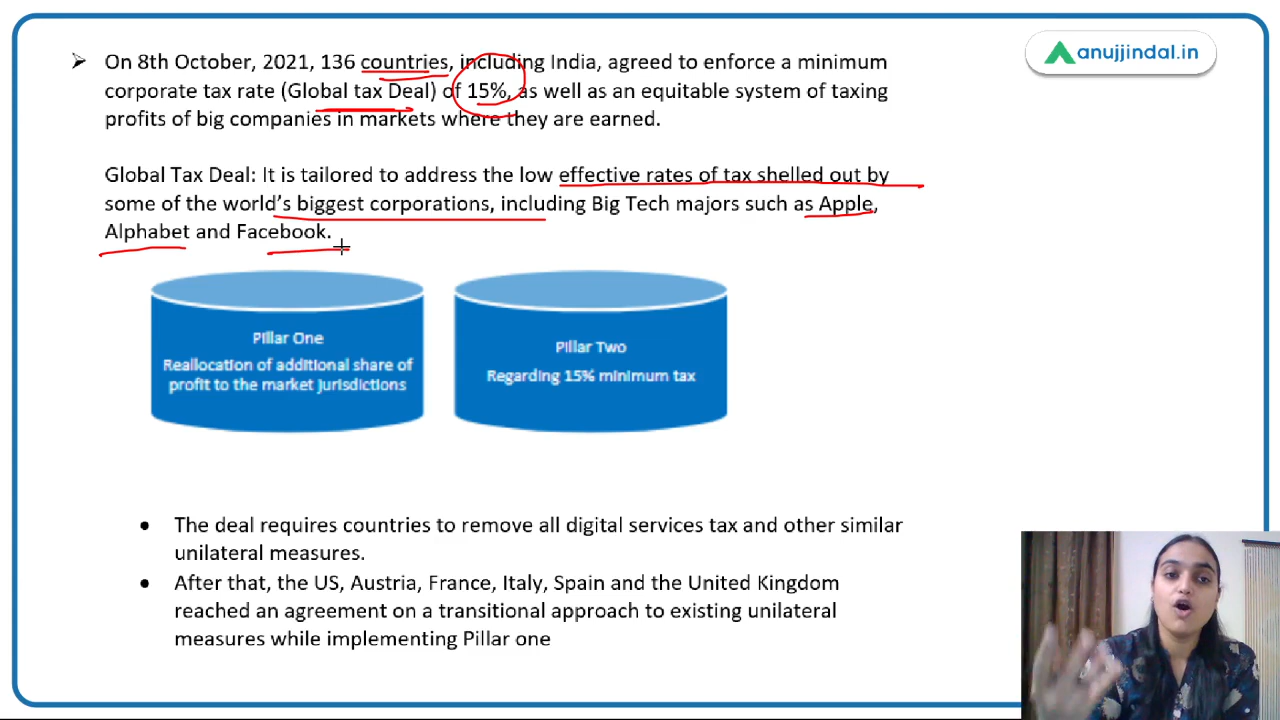 anujjindal.in
➢ On 8th October, 2021, 136 countries, including India, agreed to enforce a minimum
corporate tax rate (Global tax Deal) of 15%, as well as an equitable system of taxing
profits of big companies in markets where they are earned.
Global Tax Deal: It is tailored to address the low effective rates of tax shelled out by
some of the world's biggest corporations, including Big Tech majors such as Apple,
Alphabet and Facebook.
Pillar One
Reallocation of additional share of
profit to the market jurisdictions
Pillar Two
Regarding 15% minimum tax
● The deal requires countries to remove all digital services tax and other similar
unilateral measures.
● After that, the US, Austria, France, Italy, Spain and the United Kingdom
reached an agreement on a transitional approach to existing unilateral
measures while implementing Pillar one